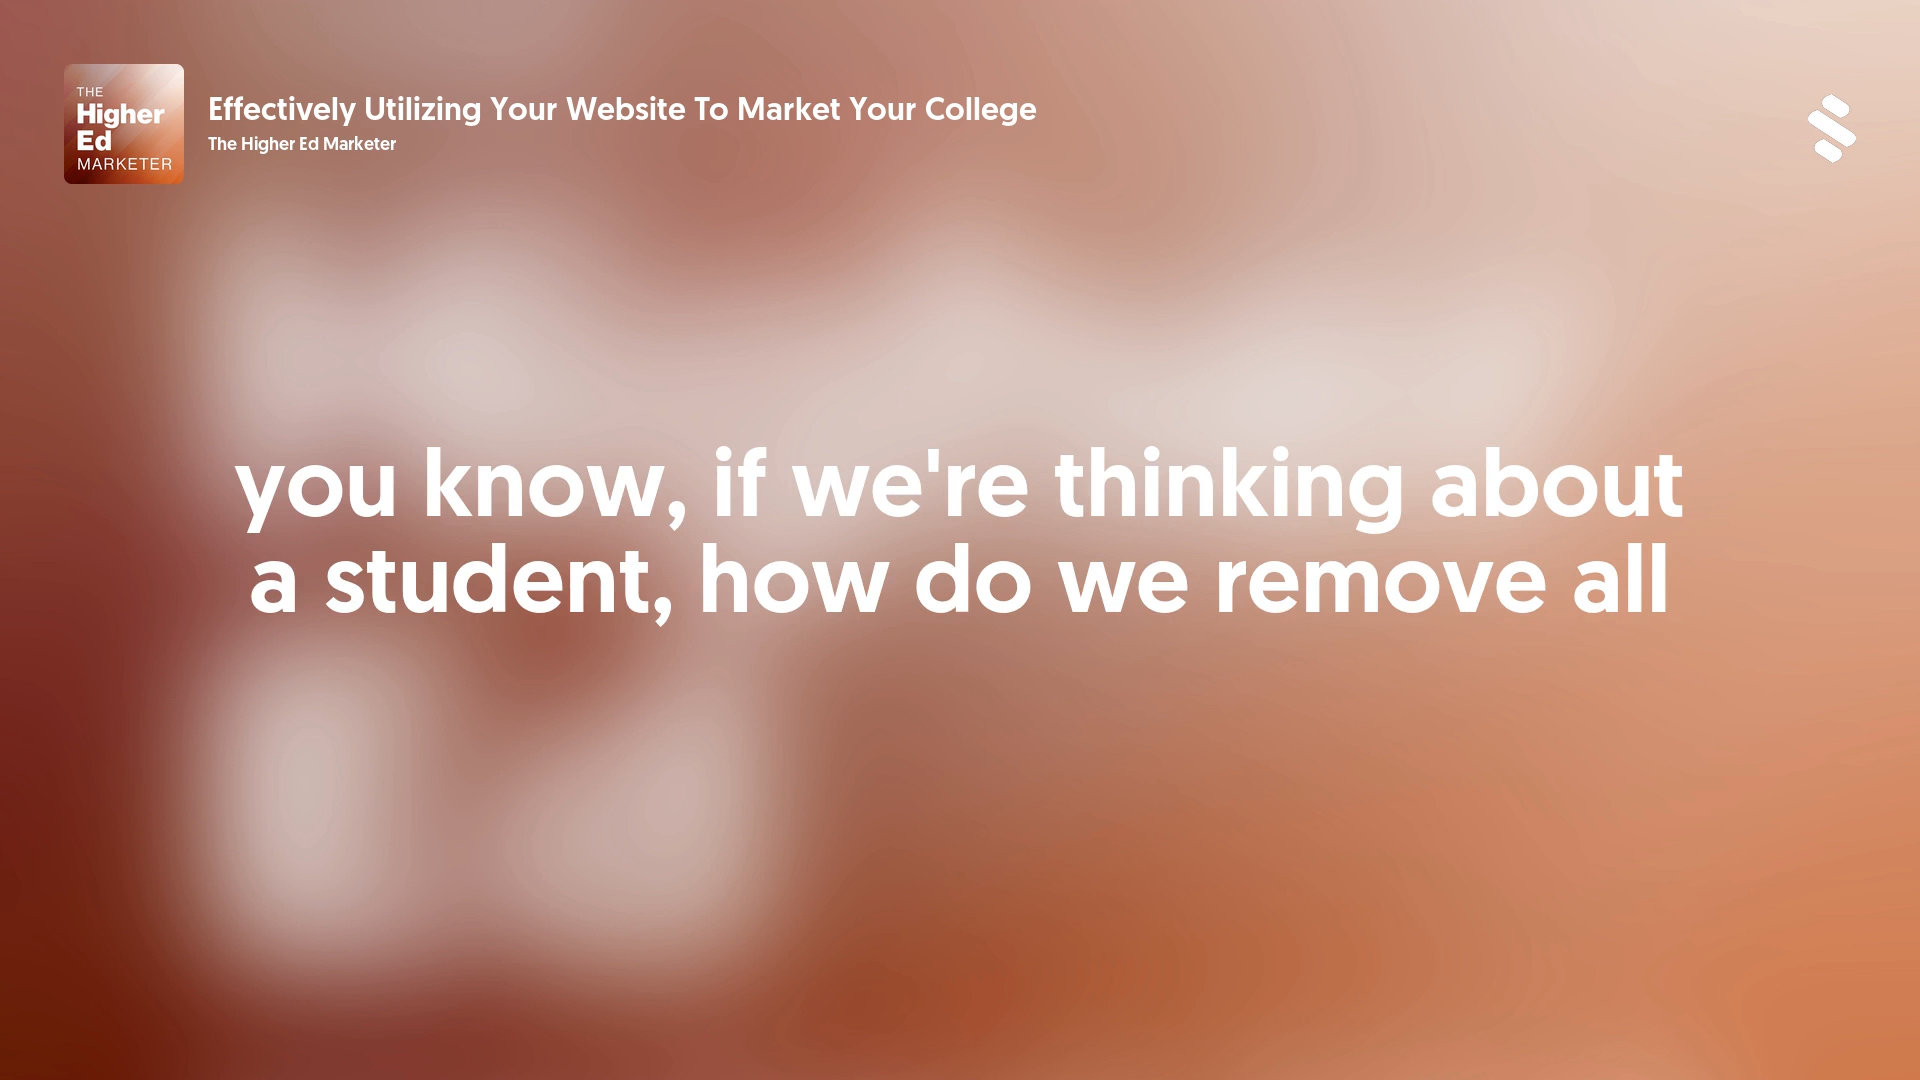 THE
Higher
Ed
MARKETER
Effectively Utilizing Your Website To Market Your College
The Higher Ed Marketer
you know, if we're thinking about
a student, how do we remove all